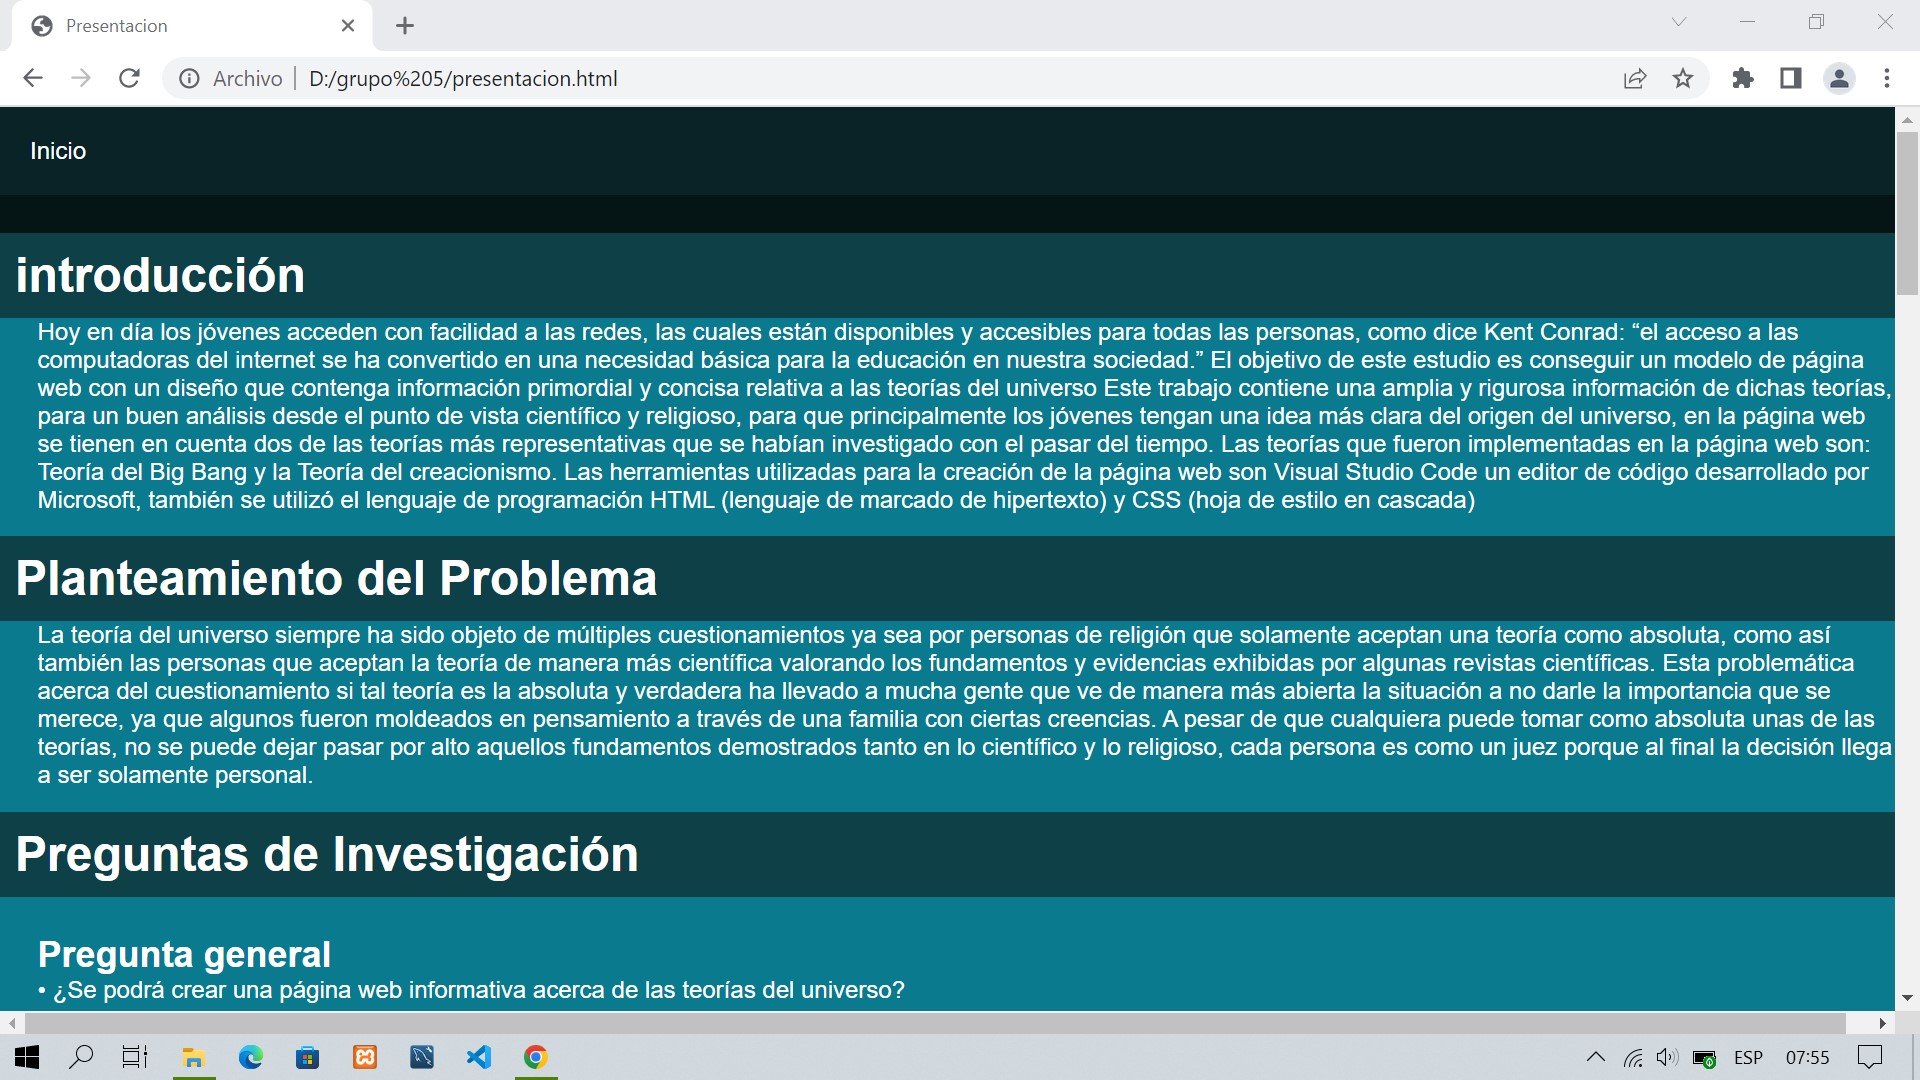 Presentacion
Archivo
D:/grupo%205/presentacion.html
Inicio
introducción
Hoy en día los jóvenes acceden con facilidad a las redes, las cuales están disponibles y accesibles para todas las personas, como dice Kent Conrad: “el acceso a las
computadoras del internet se ha convertido en una necesidad básica para la educación en nuestra sociedad.” El objetivo de este estudio es conseguir un modelo de página
web con un diseño que contenga información primordial y concisa relativa a las teorías del universo Este trabajo contiene una amplia y rigurosa información de dichas teorías,
para un buen análisis desde el punto de vista científico y religioso, para que principalmente los jóvenes tengan una idea más clara del origen del universo, en la página web
se tienen en cuenta dos de las teorías más representativas que se habían investigado con el pasar del tiempo. Las teorías que fueron implementadas en la página web son:
Teoría del Big Bang y la Teoría del creacionismo. Las herramientas utilizadas para la creación de la página web son Visual Studio Code un editor de código desarrollado por
Microsoft, también se utilizó el lenguaje de programación HTML (lenguaje de marcado de hipertexto) y CSS (hoja de estilo en cascada)
Planteamiento del Problema
La teoría del universo siempre ha sido objeto de múltiples cuestionamientos ya sea por personas de religión que solamente aceptan una teoría como absoluta, como así
también las personas que aceptan la teoría de manera más científica valorando los fundamentos y evidencias exhibidas por algunas revistas científicas. Esta problemática
acerca del cuestionamiento si tal teoría es la absoluta y verdadera ha llevado a mucha gente que ve de manera más abierta la situación a no darle la importancia que se
merece, ya que algunos fueron moldeados en pensamiento a través de una familia con ciertas creencias. A pesar de que cualquiera puede tomar como absoluta unas de las
teorías, no se puede dejar pasar por alto aquellos fundamentos demostrados tanto en lo científico y lo religioso, cada persona es como un juez porque al final la decisión llega
a ser solamente personal.
Preguntas de Investigación
Pregunta general
• ¿Se podrá crear una página web informativa acerca de las teorías del universo?
ESP
07:55